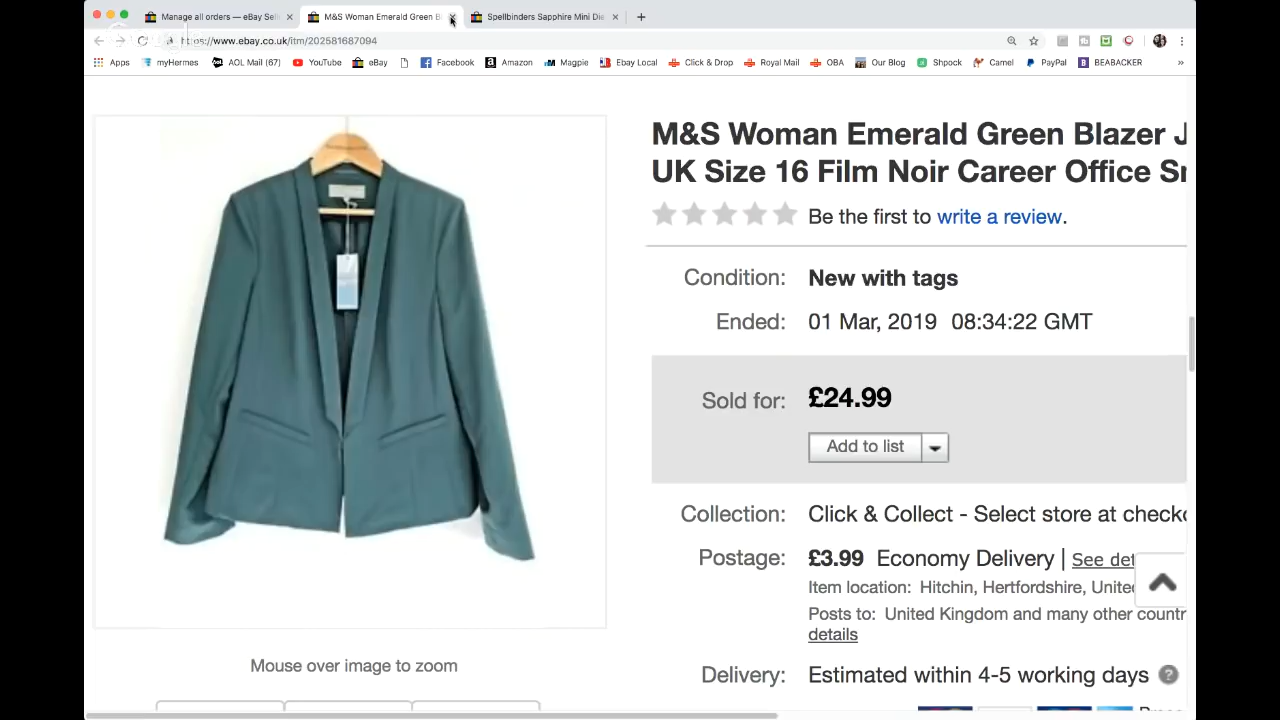 Manage all orders — eBay Sel
M&S Woman Emerald Green B
Spellbinders Sapphire Mini Die
https://www.ebay.co.uk/itm/202581687094
Apps myHermes AOL Mail (67) YouTube eBay Facebook Amazon Magpie Ebay Local Click & Drop Royal Mail OBA Our Blog Shpock Camel PayPal BEABACKER »
M&S Woman Emerald Green Blazer J
UK Size 16 Film Noir Career Office Sm
Be the first to write a review.
Condition: New with tags
Ended: 01 Mar, 2019 08:34:22 GMT
Sold for: £24.99
Add to list
Collection: Click & Collect - Select store at checko
Postage: £3.99 Economy Delivery | See det
Item location: Hitchin, Hertfordshire, Unite
Posts to: United Kingdom and many other countr
details
Delivery: Estimated within 4-5 working days ?
Mouse over image to zoom